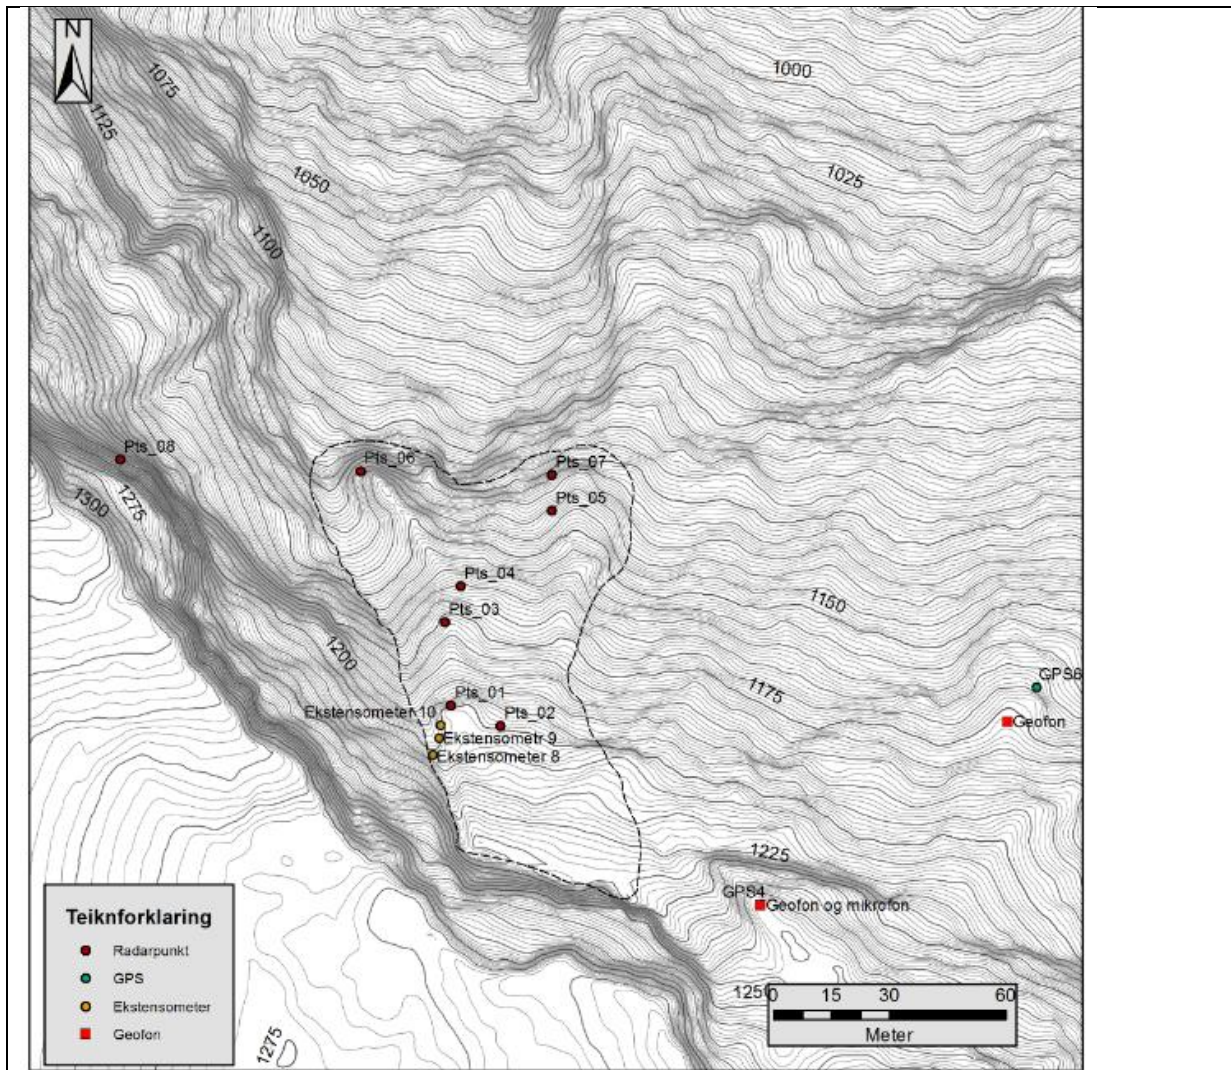 N
1000
1075
1125
1050
1025
1100
Pts_08
Pts_06
Pts_07
1300
1275
Pts_05
Pts_04
1150
Pts_03
1200
1175
GPS6
Pts_01
Ekstensometer 10
Pts_02
Geofon
Ekstensometr 9
Ekstensometer 8
1225
GPS4
Geofon og mikrofon
Teiknforklaring
Radarpunkt
GPS
Ekstensometer
Geofon
1250
0 15 30 60
Meter
1275